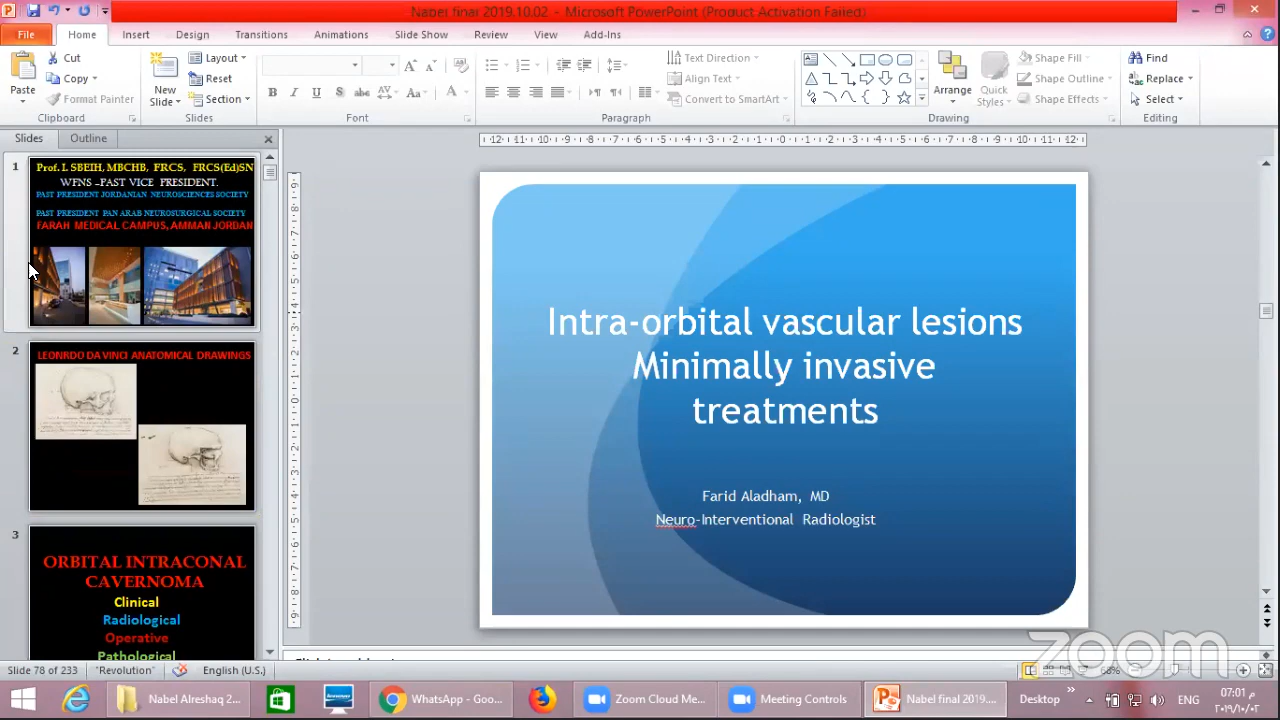 Nabel final 2019.10.02 - Microsoft PowerPoint (Product Activation Failed)
File Home Insert Design Transitions Animations Slide Show Review View Add-Ins
Cut
Copy
Format Painter
Paste
Clipboard
New
Slide
Layout
Reset
Section
Slides
B I U S abc AV Aa A
Font
Text Direction
Align Text
Convert to SmartArt
Paragraph
Arrange
Quick
Styles
Shape Fill
Shape Outline
Shape Effects
Drawing
Find
Replace
Select
Editing
Slides Outline
1
Prof. I. SBEIH, MBCHB, FRCS, FRCS(Ed)SN
WFNS –PAST VICE PRESIDENT.
PAST PRESIDENT JORDANIAN NEUROSCIENCES SOCIETY
PAST PRESIDENT PAN ARAB NEUROSURGICAL SOCIETY
FARAH MEDICAL CAMPUS, AMMAN JORDAN
2
LEONRDO DA VINCI ANATOMICAL DRAWINGS
3
ORBITAL INTRACONAL
CAVERNOMA
Clinical
Radiological
Operative
Pathological
Intra-orbital vascular lesions
Minimally invasive
treatments
Farid Aladham, MD
Neuro-Interventional Radiologist
zoom
Slide 78 of 233 "Revolution" English (U.S.)
Nabel Alreshaq 2...
WhatsApp - Goo...
Zoom Cloud Me...
Meeting Controls
Nabel final 2019...
Desktop
ENG
07:01 م
٢٠١٩/١٠/٠٢